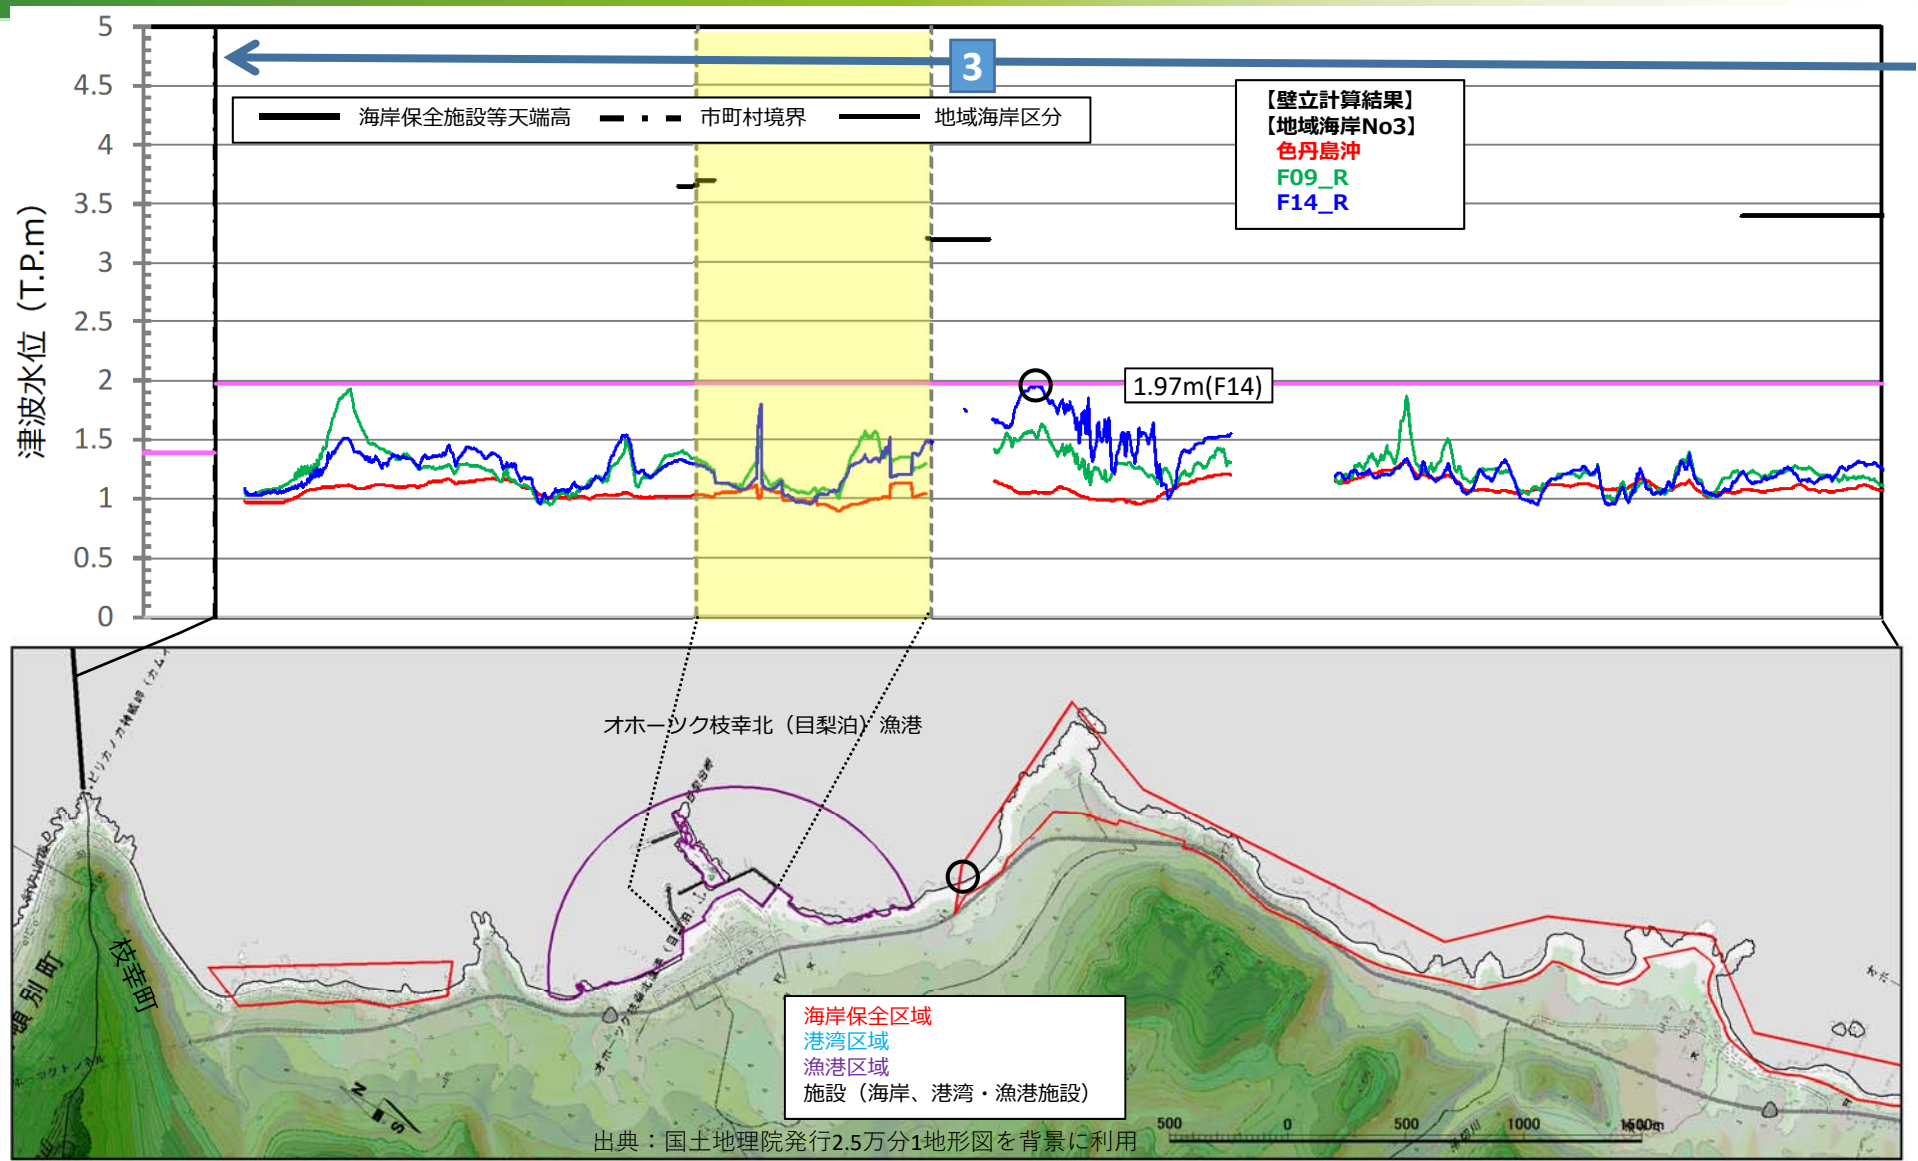 5
4.5
4
3.5
3
2.5
2
1.5
1
0.5
0
津波水位（T.P.m）
3
海岸保全施設等天端高
市町村境界
地域海岸区分
【壁立計算結果】
【地域海岸No3】
色丹島沖
F09_R
F14_R
1.97m(F14)
オホーツク枝幸北（目梨泊）漁港
枝幸町
海岸保全区域
港湾区域
漁港区域
施設（海岸、港湾・漁港施設）
N
S
出典：国土地理院発行2.5万分1地形図を背景に利用
500
0
500
1000
1500m